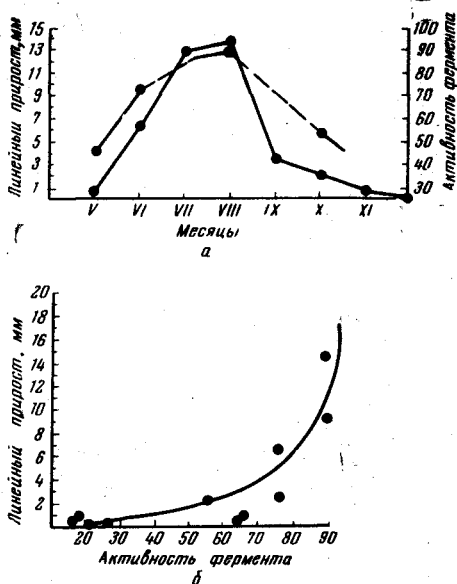 Линейный прирост, мм
15
13
11
9
7
5
3
1
100
90
80
70
60
50
40
30
Активность фермента
V VI VII VIII IX X XI
Месяцы
а
Линейный прирост, мм
20
18
16
14
12
10
8
6
4
2
10 20 30 40 50 60 70 80 90
Активность фермента
б